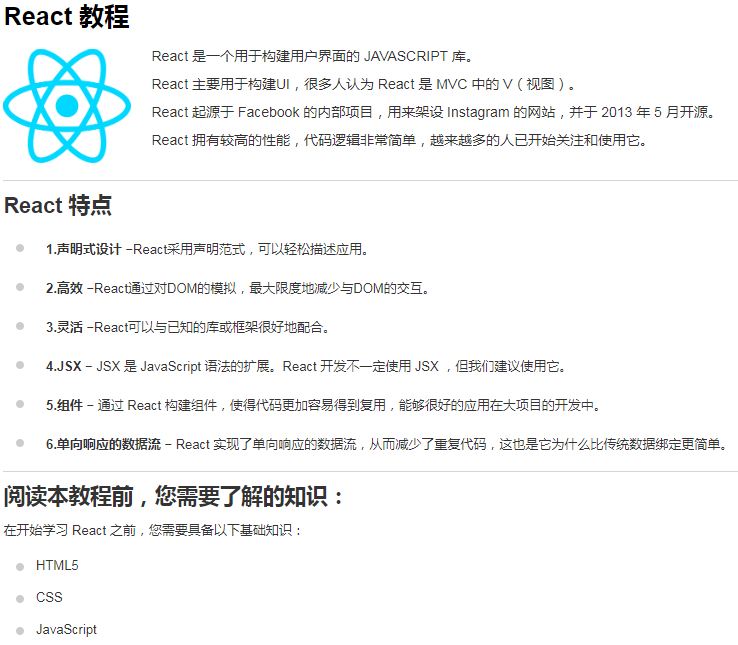 React 教程
React 是一个用于构建用户界面的 JAVASCRIPT 库。
React 主要用于构建UI，很多人认为 React 是 MVC 中的 V（视图）。
React 起源于 Facebook 的内部项目，用来架设 Instagram 的网站，并于 2013 年 5 月开源。
React 拥有较高的性能，代码逻辑非常简单，越来越多的人已开始关注和使用它。
React 特点
1.声明式设计 −React采用声明范式，可以轻松描述应用。
2.高效 −React通过对DOM的模拟，最大限度地减少与DOM的交互。
3.灵活 −React可以与已知的库或框架很好地配合。
4.JSX − JSX 是 JavaScript 语法的扩展。React 开发不一定使用 JSX ，但我们建议使用它。
5.组件 − 通过 React 构建组件，使得代码更加容易得到复用，能够很好的应用在大项目的开发中。
6.单向响应的数据流 − React 实现了单向响应的数据流，从而减少了重复代码，这也是它为什么比传统数据绑定更简单。
阅读本教程前，您需要了解的知识：
在开始学习 React 之前，您需要具备以下基础知识：
HTML5
CSS
JavaScript